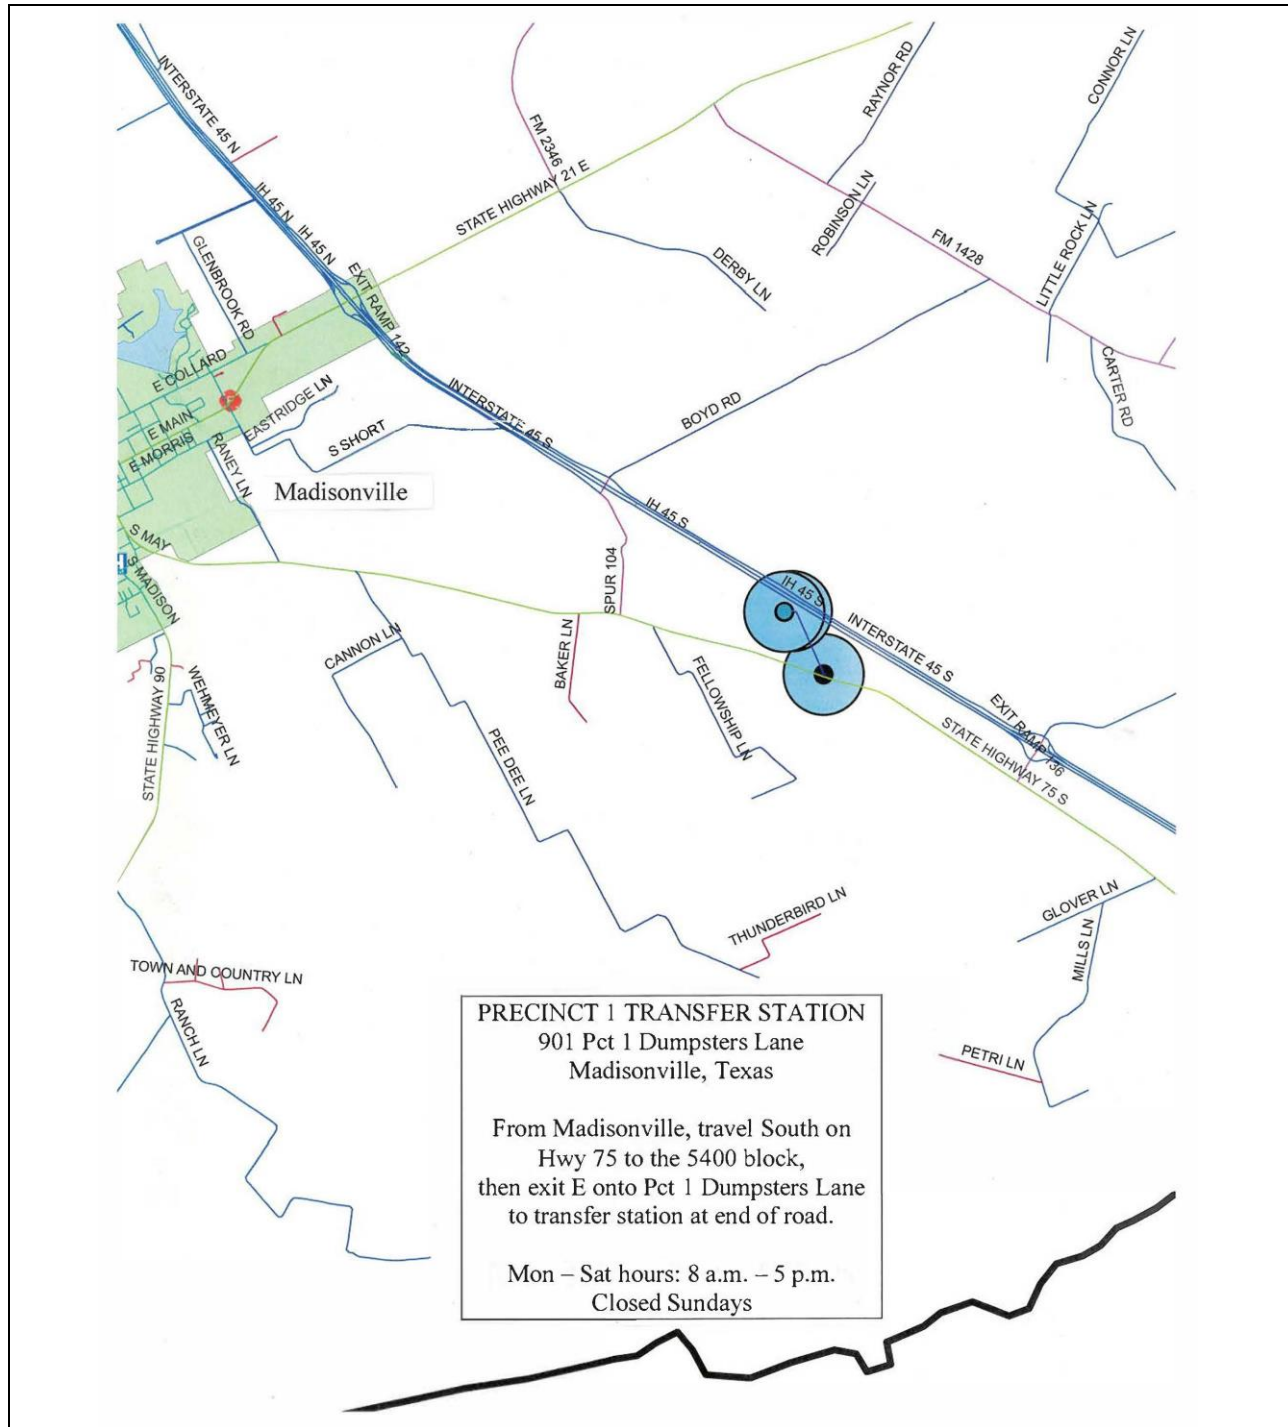 INTERSTATE 45 N
IH 45 N
IH 45 N
EXIT RAMP 142
GLENBROOK RD
FM 2346
STATE HIGHWAY 21 E
RAYNOR RD
CONNOR LN
ROBINSON LN
DERBY LN
FM 1428
LITTLE ROCK LN
CARTER RD
E COLLARD
E MAIN
E MORRIS
EASTRIDGE LN
RANEY LN
S SHORT
INTERSTATE 45 S
BOYD RD
Madisonville
IH 45 S
S MAY
S MADISON
H
SPUR 104
IH 45 S
INTERSTATE 45 S
CANNON LN
BAKER LN
FELLOWSHIP LN
WEHMEYER LN
STATE HIGHWAY 90
PEE DEE LN
EXIT RAMP 136
STATE HIGHWAY 75 S
THUNDERBIRD LN
GLOVER LN
MILLS LN
TOWN AND COUNTRY LN
RANCH LN
PETRI LN
PRECINCT 1 TRANSFER STATION
901 Pct 1 Dumpsters Lane
Madisonville, Texas
From Madisonville, travel South on
Hwy 75 to the 5400 block,
then exit E onto Pct 1 Dumpsters Lane
to transfer station at end of road.
Mon – Sat hours: 8 a.m. – 5 p.m.
Closed Sundays